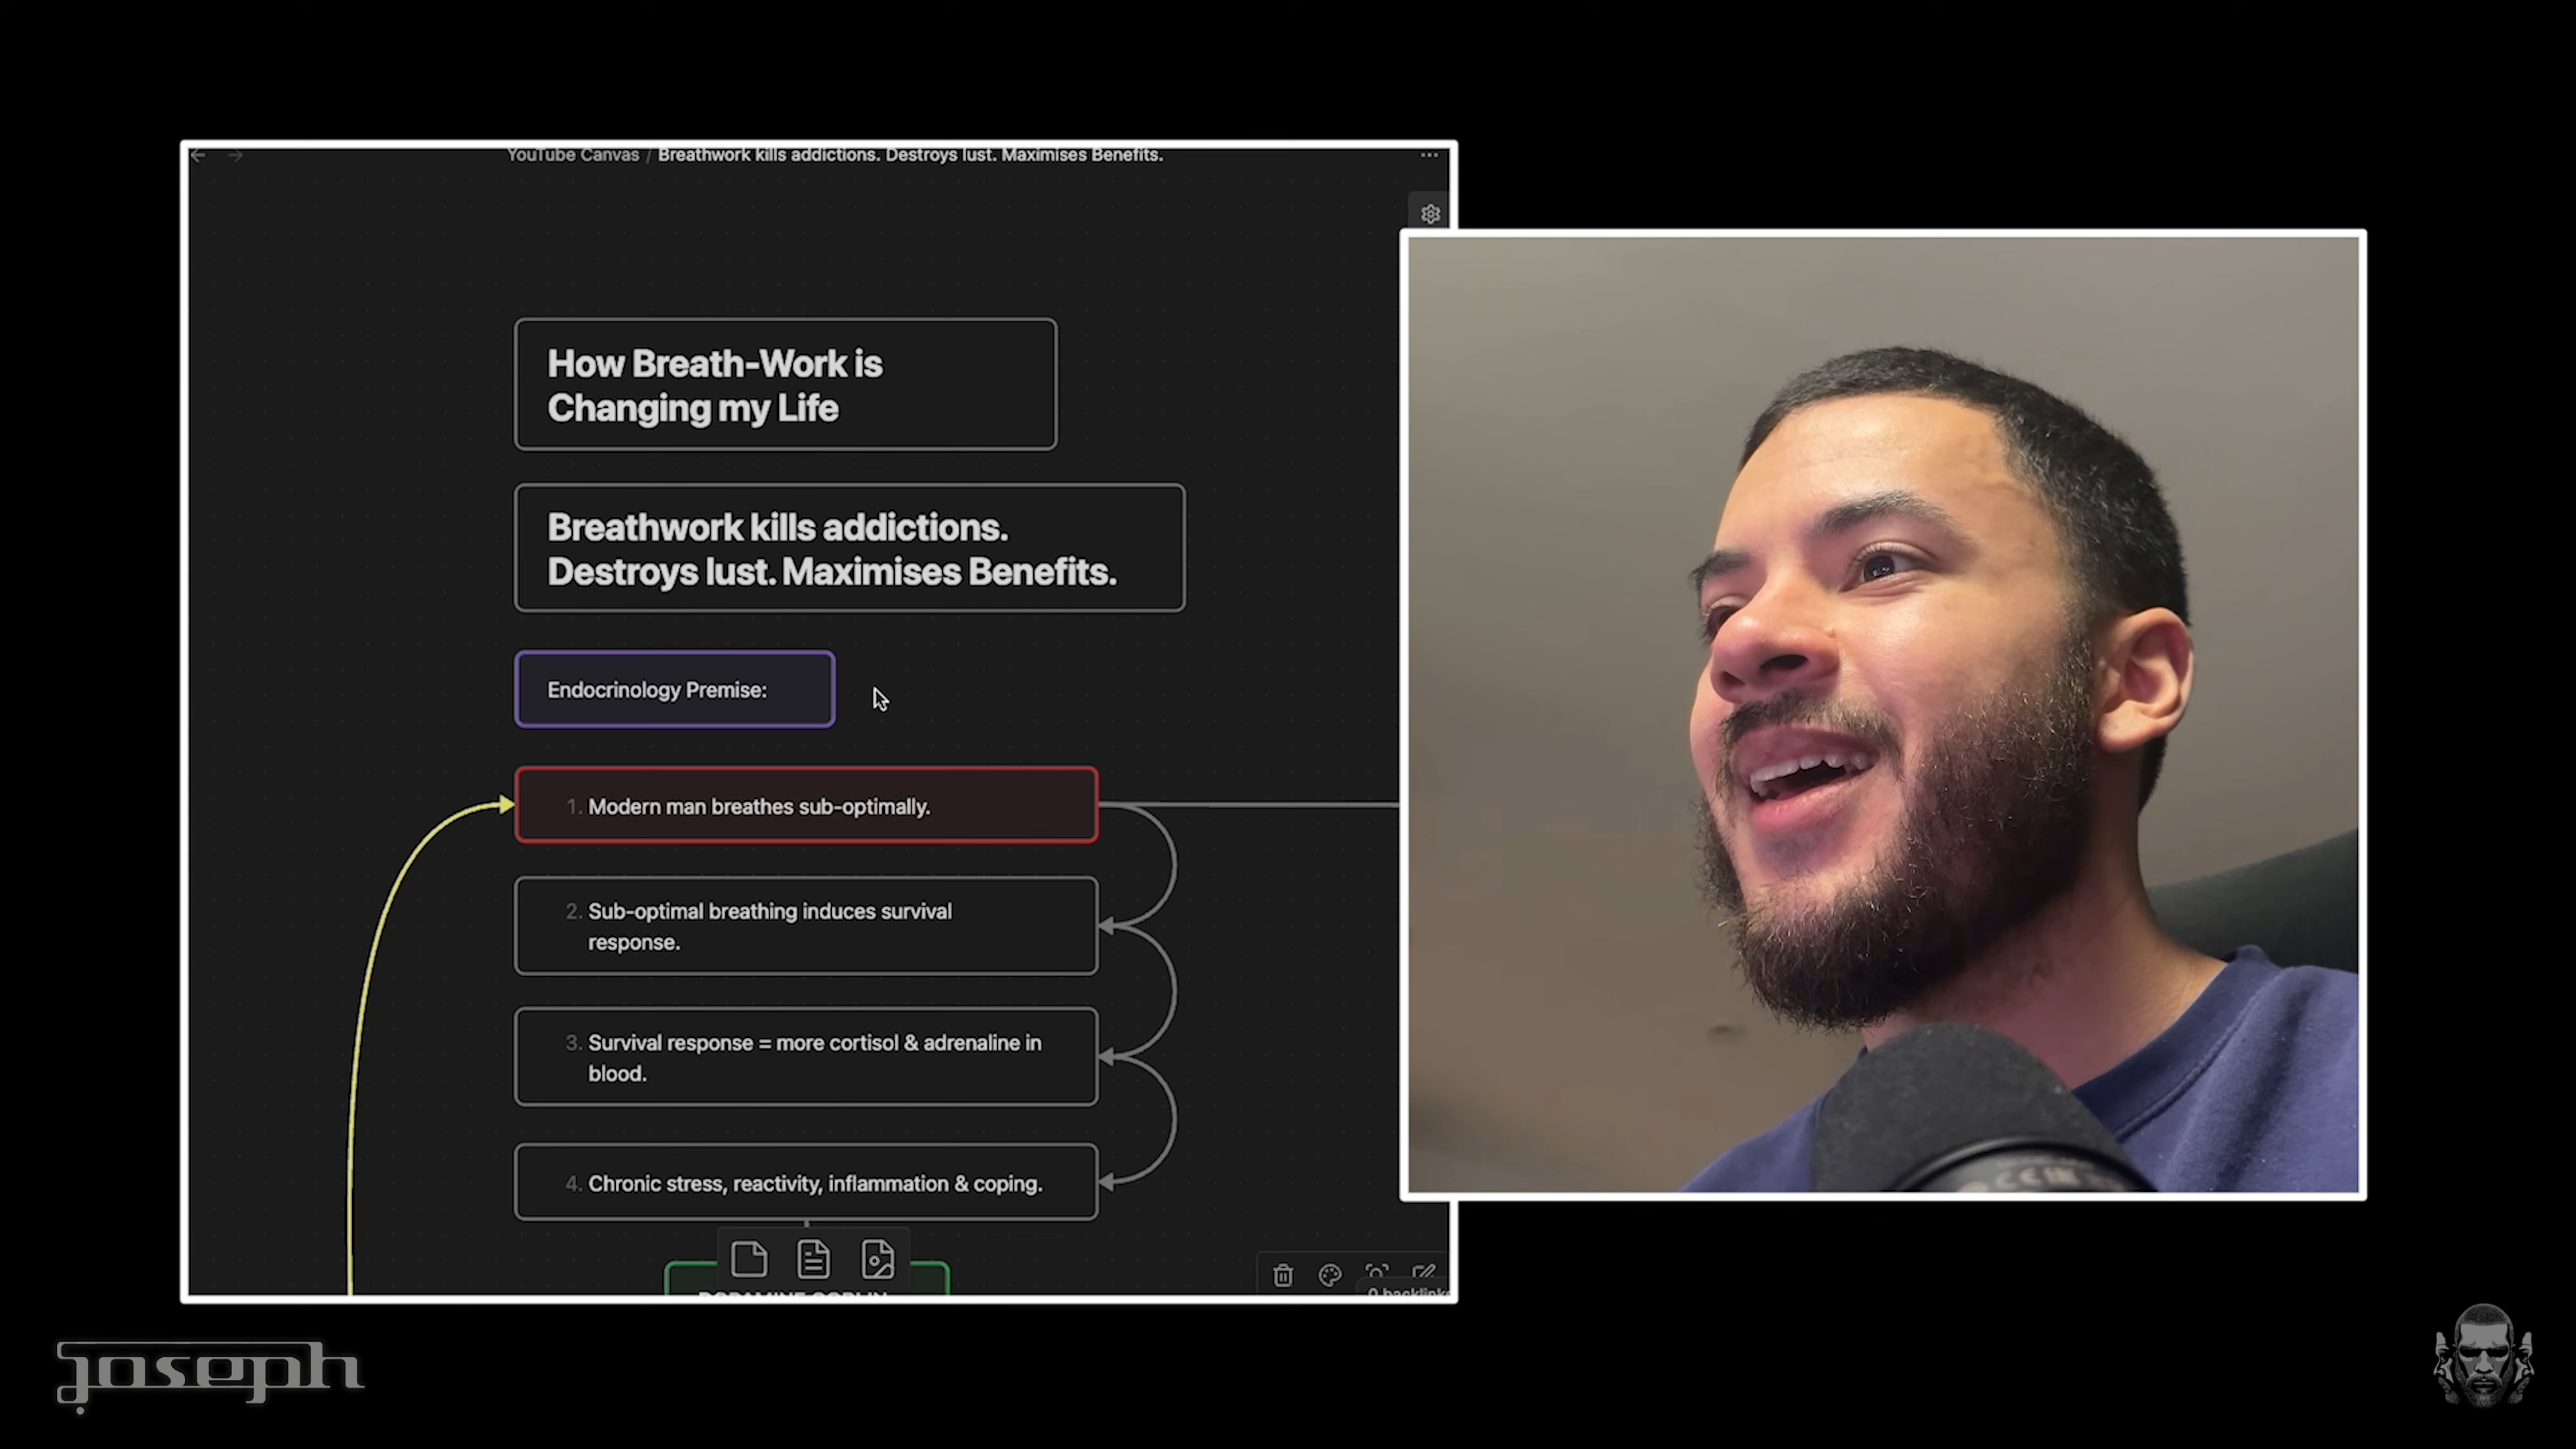 YouTube Canvas / Breathwork kills addictions. Destroys lust. Maximises Benefits.
How Breath-Work is
Changing my Life
Breathwork kills addictions.
Destroys lust. Maximises Benefits.
Endocrinology Premise:
1. Modern man breathes sub-optimally.
2. Sub-optimal breathing induces survival
response.
3. Survival response = more cortisol & adrenaline in
blood.
4. Chronic stress, reactivity, inflammation & coping.
joseph